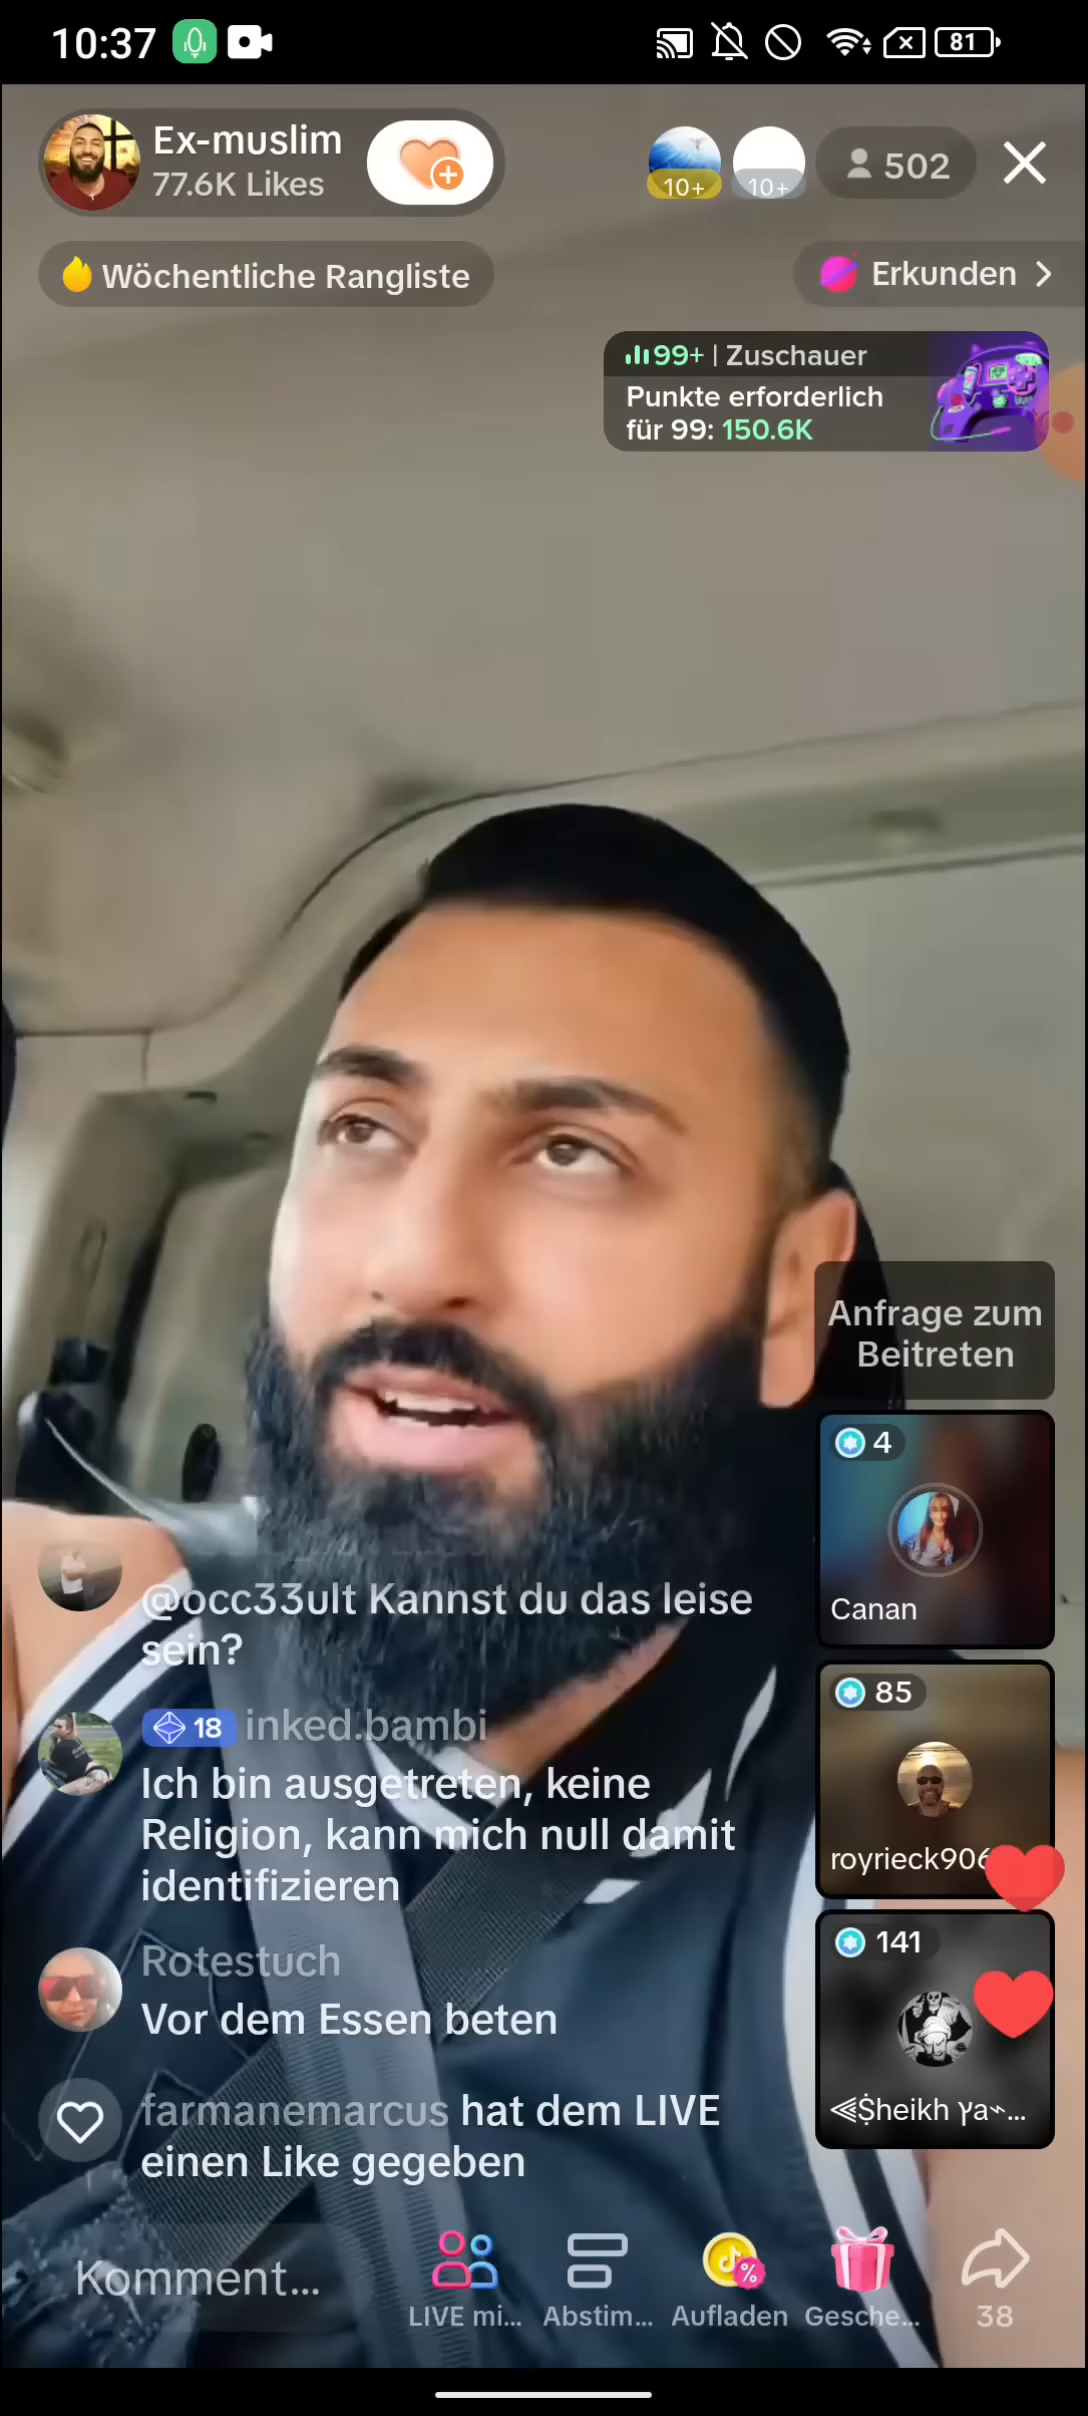 10:37
81
Ex-muslim
77.6K Likes
10+
10+
502
Wöchentliche Rangliste
Erkunden
99+ | Zuschauer
Punkte erforderlich
für 99: 150.6K
Anfrage zum
Beitreten
4
Canan
@occ33ult Kannst du das leise
sein?
85
royrieck906
18 inked.bambi
Ich bin ausgetreten, keine
Religion, kann mich null damit
identifizieren
141
Rotestuch
Vor dem Essen beten
farmanemarcus hat dem LIVE
einen Like gegeben
Komment...
LIVE mi...
Abstim...
Aufladen
Gesche...
38